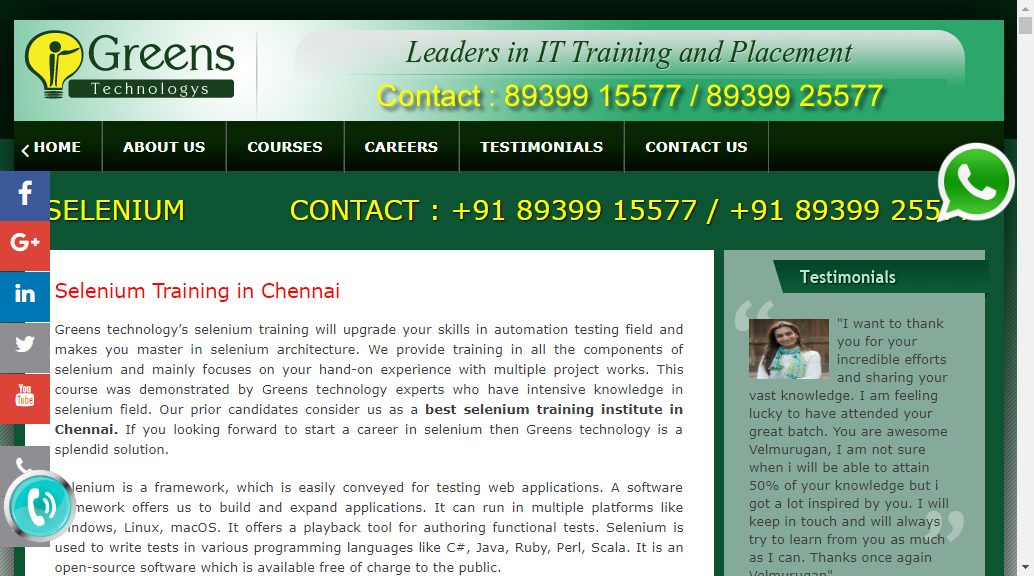 Greens
Technologys
Leaders in IT Training and Placement
Contact : 89399 15577 / 89399 25577
HOME
ABOUT US
COURSES
CAREERS
TESTIMONIALS
CONTACT US
SELENIUM CONTACT : +91 89399 15577 / +91 89399
f
G+
in
You
Tube
Selenium Training in Chennai
Greens technology’s selenium training will upgrade your skills in automation testing field and
makes you master in selenium architecture. We provide training in all the components of
selenium and mainly focuses on your hand-on experience with multiple project works. This
course was demonstrated by Greens technology experts who have intensive knowledge in
selenium field. Our prior candidates consider us as a best selenium training institute in
Chennai. If you looking forward to start a career in selenium then Greens technology is a
splendid solution.
Selenium is a framework, which is easily conveyed for testing web applications. A software
framework offers us to build and expand applications. It can run in multiple platforms like
Windows, Linux, macOS. It offers a playback tool for authoring functional tests. Selenium is
used to write tests in various programming languages like C#, Java, Ruby, Perl, Scala. It is an
open-source software which is available free of charge to the public.
Testimonials
"I want to thank
you for your
incredible efforts
and sharing your
vast knowledge. I am feeling
lucky to have attended your
great batch. You are awesome
Velmurugan, I am not sure
when i will be able to attain
50% of your knowledge but i
got a lot inspired by you. I will
keep in touch and will always
try to learn from you as much
as I can. Thanks once again
Velmurugan"